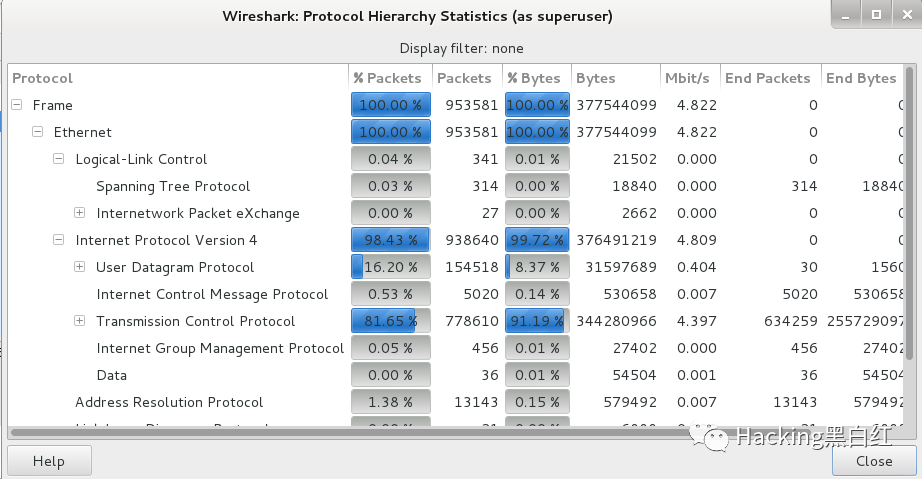 Wireshark: Protocol Hierarchy Statistics (as superuser)
Display filter: none
Protocol % Packets Packets % Bytes Bytes Mbit/s End Packets End Bytes
Frame 100.00 % 953581 100.00 % 377544099 4.822 0 0
Ethernet 100.00 % 953581 100.00 % 377544099 4.822 0 0
Logical-Link Control 0.04 % 341 0.01 % 21502 0.000 0 0
Spanning Tree Protocol 0.03 % 314 0.00 % 18840 0.000 314 18840
Internetwork Packet eXchange 0.00 % 27 0.00 % 2662 0.000 0 0
Internet Protocol Version 4 98.43 % 938640 99.72 % 376491219 4.809 0 0
User Datagram Protocol 16.20 % 154518 8.37 % 31597689 0.404 30 1560
Internet Control Message Protocol 0.53 % 5020 0.14 % 530658 0.007 5020 530658
Transmission Control Protocol 81.65 % 778610 91.19 % 344280966 4.397 634259 255729097
Internet Group Management Protocol 0.05 % 456 0.01 % 27402 0.000 456 27402
Data 0.00 % 36 0.01 % 54504 0.001 36 54504
Address Resolution Protocol 1.38 % 13143 0.15 % 579492 0.007 13143 579492
Hacking黑白红
Help Close